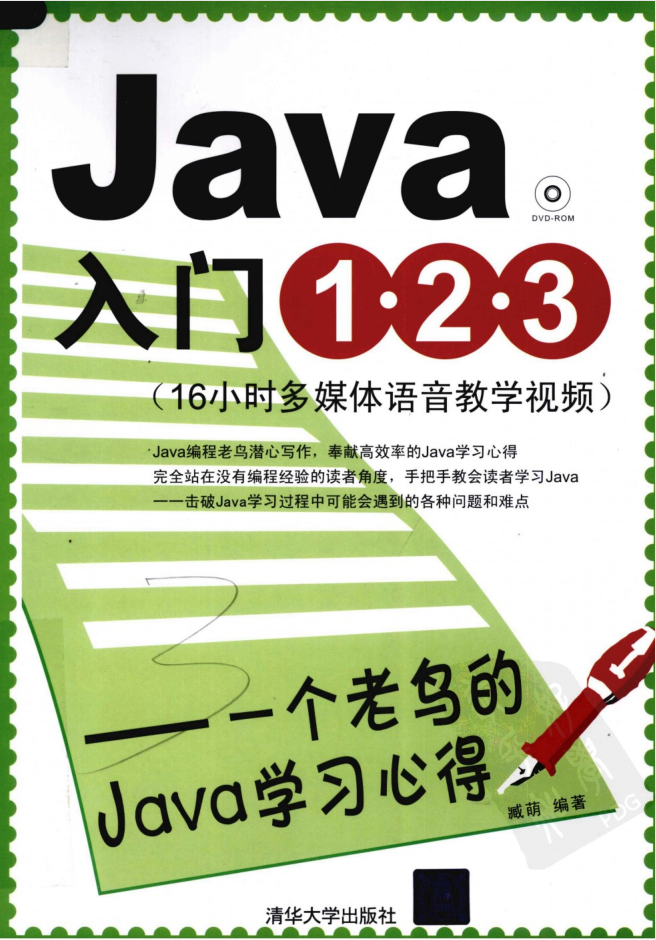 Java
DVD-ROM
入门1·2·3
（16小时多媒体语音教学视频）
Java编程老鸟潜心写作，奉献高效率的Java学习心得
完全站在没有编程经验的读者角度，手把手教会读者学习Java
一一击破Java学习过程中可能会遇到的各种问题和难点
——一个老鸟的
Java学习心得
臧萌 编著
PDG
清华大学出版社